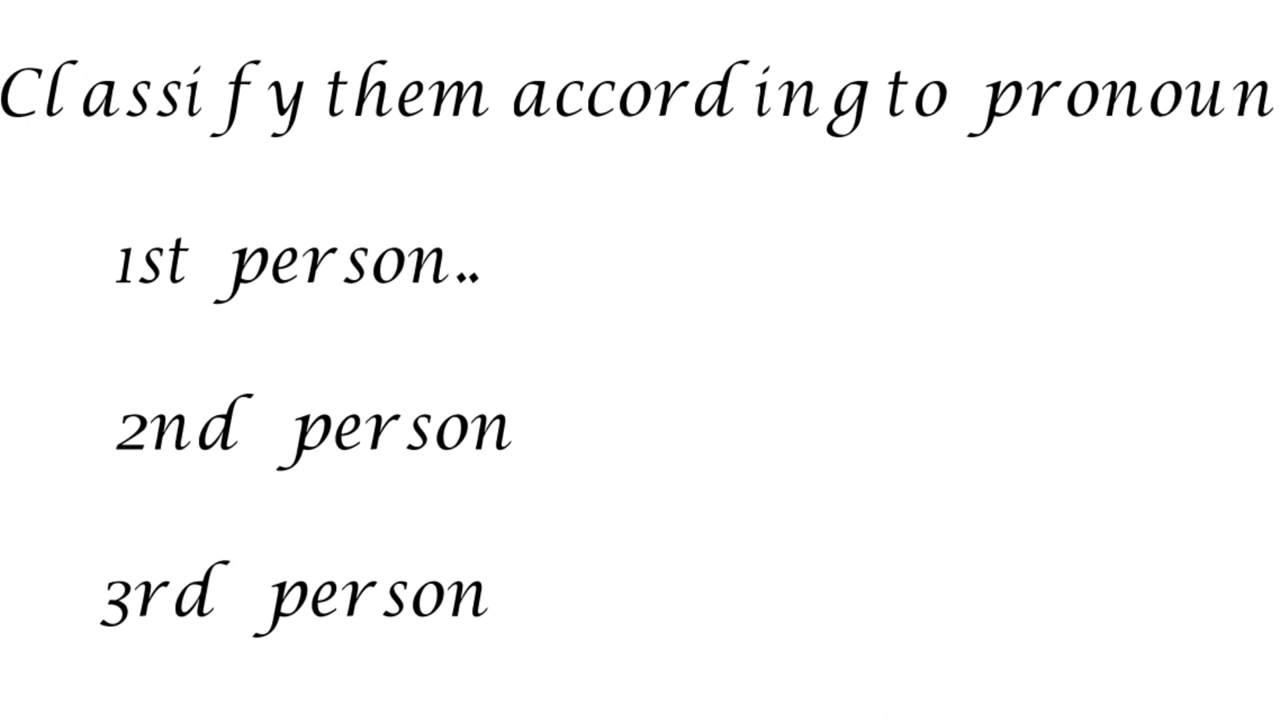 Classify them according to pronoun
1st person..
2nd person
3rd person